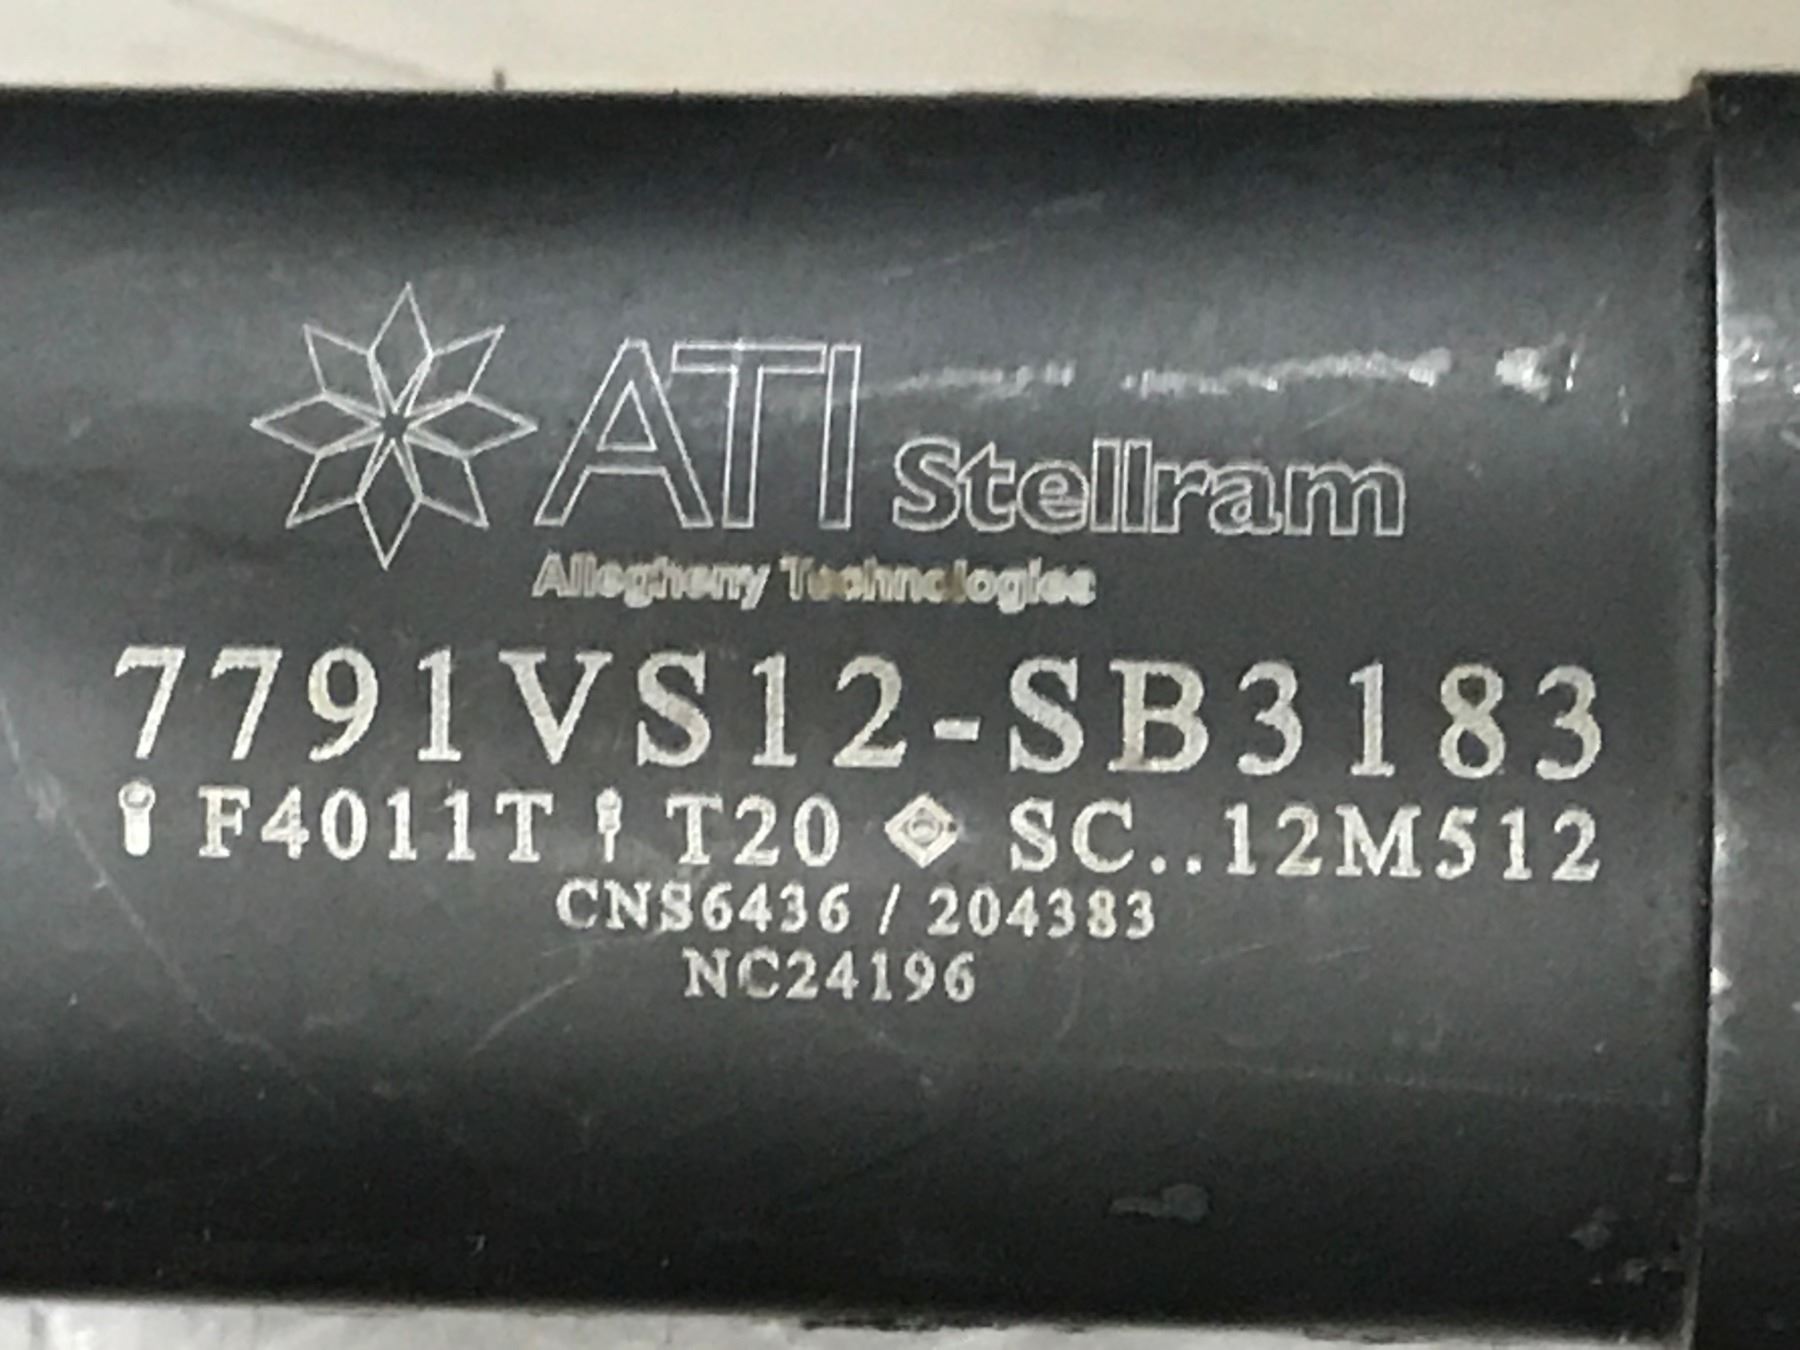 ATI Stellram
Allegheny Technologies
7791VS12-SB3183
F4011T T20 SC..12M512
CNS6436 / 204383
NC24196